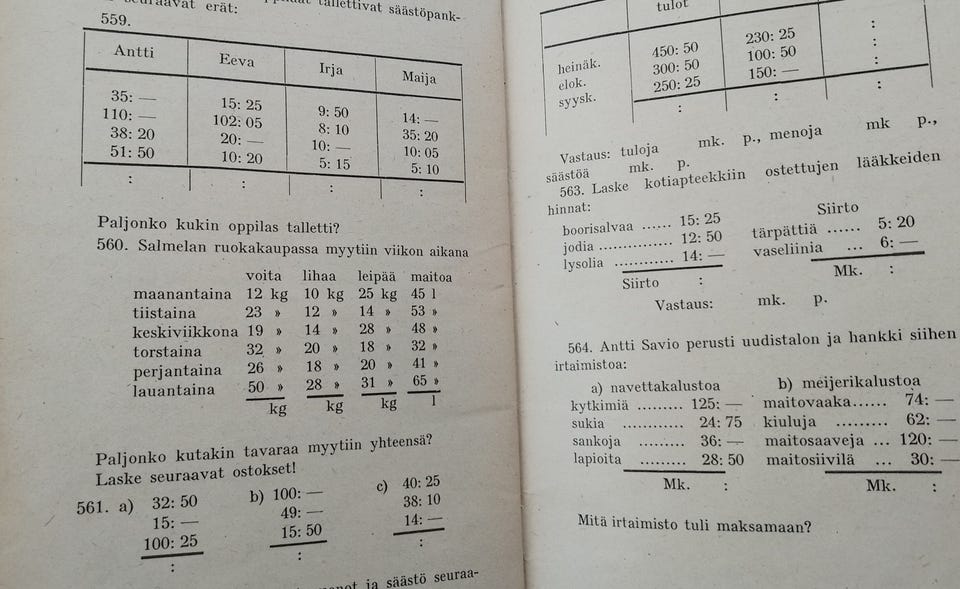 seuraavat erät:
tallettivat säästöpank-
559.
Antti Eeva Irja Maija
35: — 15: 25 9: 50 14: —
110: — 102: 05 8: 10 35: 20
38: 20 20: — 10: — 10: 05
51: 50 10: 20 5: 15 5: 10
: : : :
Paljonko kukin oppilas talletti?
560. Salmelan ruokakaupassa myytiin viikon aikana
voita lihaa leipää maitoa
maanantaina 12 kg 10 kg 25 kg 45 l
tiistaina 23 » 12 » 14 » 53 »
keskiviikkona 19 » 14 » 28 » 48 »
torstaina 32 » 20 » 18 » 32 »
perjantaina 26 » 18 » 20 » 41 »
lauantaina 50 » 28 » 31 » 65 »
kg kg kg l
Paljonko kutakin tavaraa myytiin yhteensä?
Laske seuraavat ostokset!
561. a) 32: 50 b) 100: — c) 40: 25
15: — 49: — 38: 10
100: 25 15: 50 14: —
: : :
ja säästö seuraa-
tulot
heinäk. 450: 50 230: 25 :
elok. 300: 50 100: 50 :
syysk. 250: 25 150: — :
: : :
Vastaus: tuloja mk. p., menoja mk p.,
säästöä mk. p.
563. Laske kotiapteekkiin ostettujen lääkkeiden
hinnat:
Siirto
boorisalvaa ...... 15: 25 tärpättiä ...... 5: 20
jodia .............. 12: 50 vaseliinia ... 6: —
lysolia ............ 14: — Mk. :
Siirto :
Vastaus: mk. p.
564. Antti Savio perusti uudistalon ja hankki siihen
irtaimistoa:
a) navettakalustoa b) meijerikalustoa
kytkimiä ......... 125: — maitovaaka...... 74: —
sukia ............ 24: 75 kiuluja ......... 62: —
sankoja .......... 36: — maitosaaveja ... 120: —
lapioita ......... 28: 50 maitosiivilä ... 30: —
Mk. : Mk. :
Mitä irtaimisto tuli maksamaan?